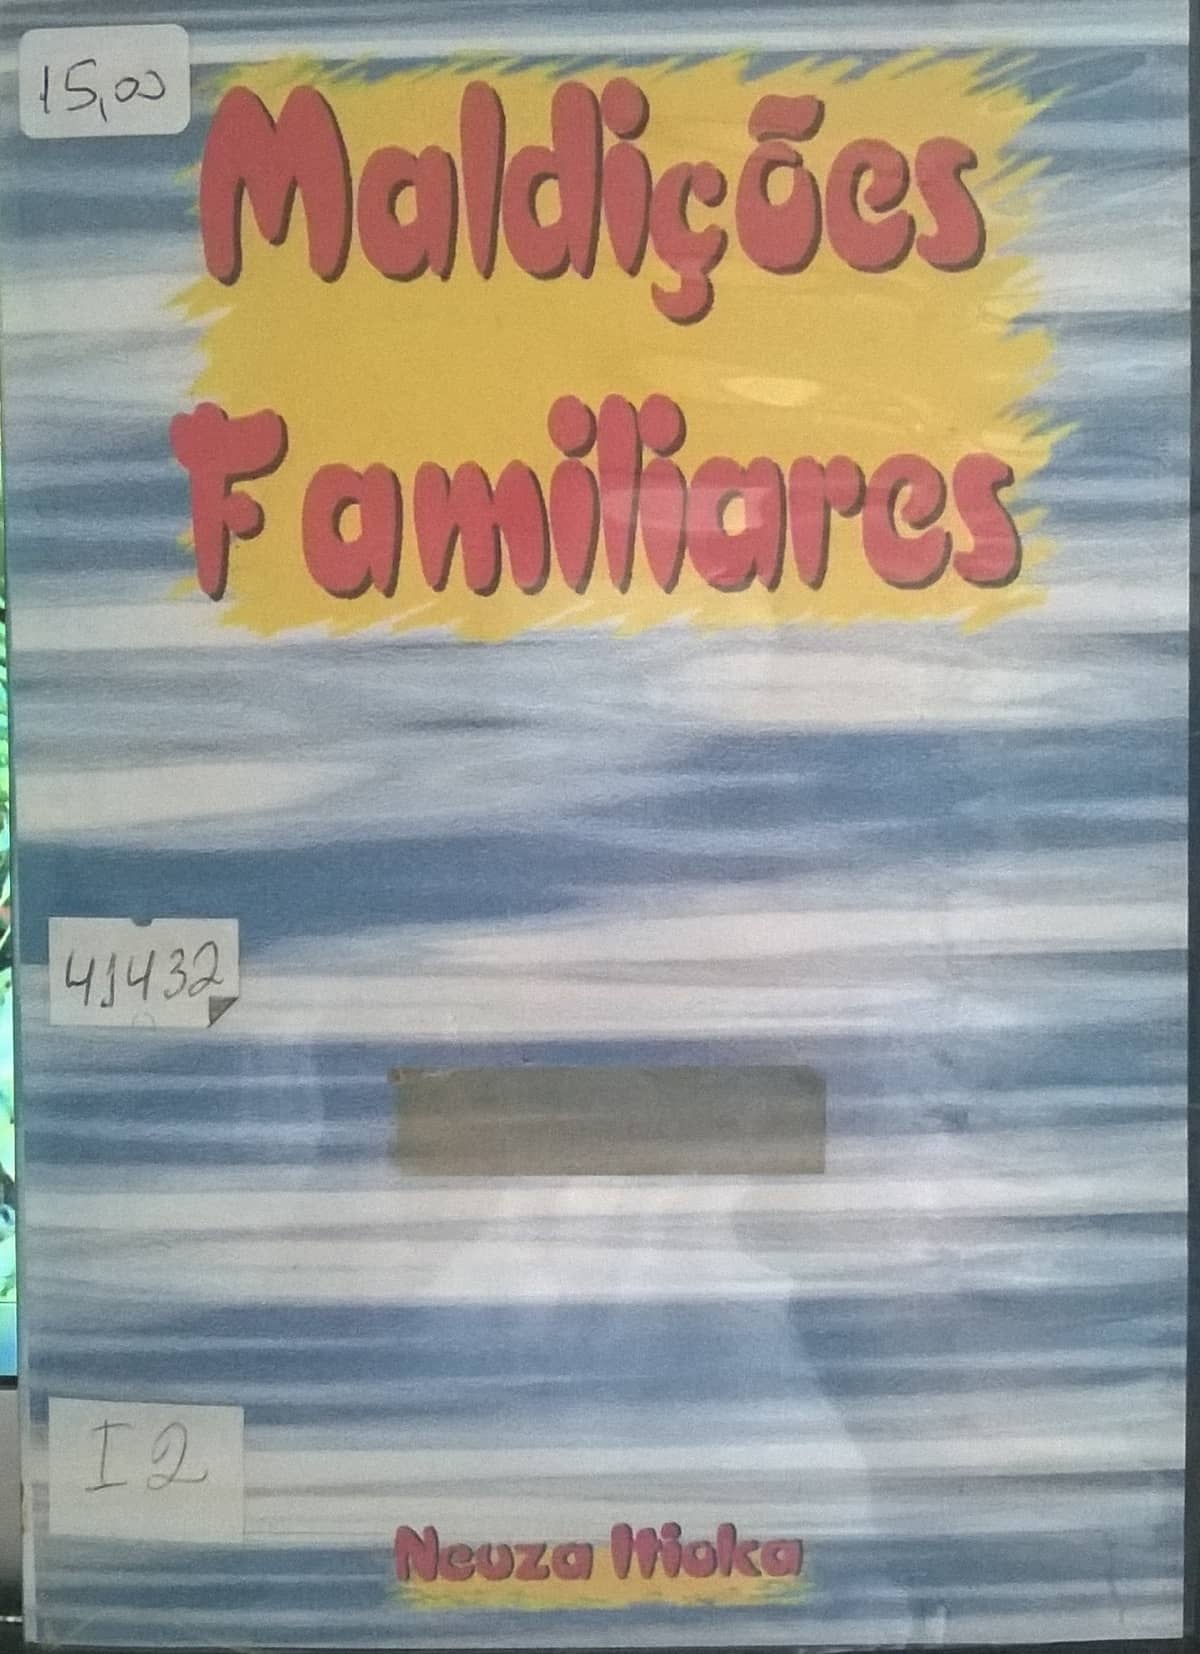 15,00
Maldições
Familiares
41432
I2
Neuza Itioka